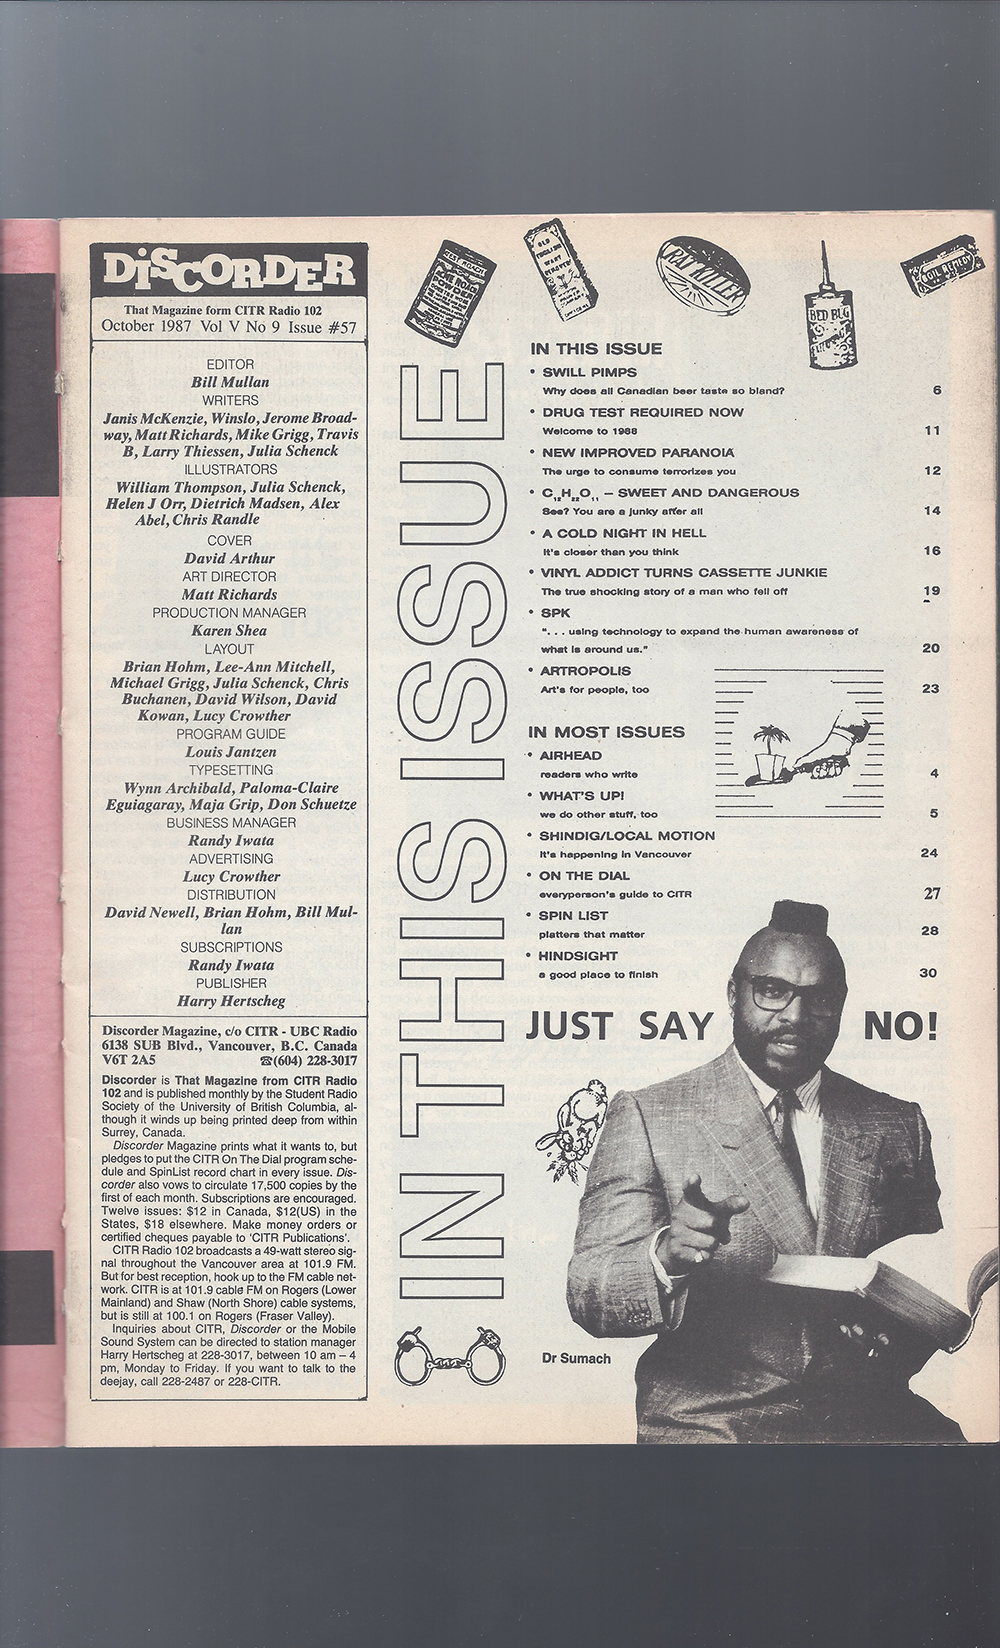 DiSCORDER
That Magazine form CITR Radio 102
October 1987 Vol V No 9 Issue #57
EDITOR
Bill Mullan
WRITERS
Janis McKenzie, Winslo, Jerome Broad-
way, Matt Richards, Mike Grigg, Travis
B, Larry Thiessen, Julia Schenck
ILLUSTRATORS
William Thompson, Julia Schenck,
Helen J Orr, Dietrich Madsen, Alex
Abel, Chris Randle
COVER
David Arthur
ART DIRECTOR
Matt Richards
PRODUCTION MANAGER
Karen Shea
LAYOUT
Brian Hohm, Lee-Ann Mitchell,
Michael Grigg, Julia Schenck, Chris
Buchanen, David Wilson, David
Kowan, Lucy Crowther
PROGRAM GUIDE
Louis Jantzen
TYPESETTING
Wynn Archibald, Paloma-Claire
Eguiagaray, Maja Grip, Don Schuetze
BUSINESS MANAGER
Randy Iwata
ADVERTISING
Lucy Crowther
DISTRIBUTION
David Newell, Brian Hohm, Bill Mul-
lan
SUBSCRIPTIONS
Randy Iwata
PUBLISHER
Harry Hertscheg
Discorder Magazine, c/o CITR - UBC Radio
6138 SUB Blvd., Vancouver, B.C. Canada
V6T 2A5 ☎(604) 228-3017
Discorder is That Magazine from CITR Radio
102 and is published monthly by the Student Radio
Society of the University of British Columbia, al-
though it winds up being printed deep from within
Surrey, Canada.
Discorder Magazine prints what it wants to, but
pledges to put the CITR On The Dial program sche-
dule and SpinList record chart in every issue. Dis-
corder also vows to circulate 17,500 copies by the
first of each month. Subscriptions are encouraged.
Twelve issues: $12 in Canada, $12(US) in the
States, $18 elsewhere. Make money orders or
certified cheques payable to 'CITR Publications'.
CITR Radio 102 broadcasts a 49-watt stereo sig-
nal throughout the Vancouver area at 101.9 FM.
But for best reception, hook up to the FM cable net-
work. CITR is at 101.9 cable FM on Rogers (Lower
Mainland) and Shaw (North Shore) cable systems,
but is still at 100.1 on Rogers (Fraser Valley).
Inquiries about CITR, Discorder or the Mobile
Sound System can be directed to station manager
Harry Hertscheg at 228-3017, between 10 am – 4
pm, Monday to Friday. If you want to talk to the
deejay, call 228-2487 or 228-CITR.
IN THIS ISSUE
OLD
ENGLISH
RAT KILLER
BED BUG
OIL REMEDY
IN THIS ISSUE
• SWILL PIMPS
Why does all Canadian beer taste so bland? 6
• DRUG TEST REQUIRED NOW
Welcome to 1988 11
• NEW IMPROVED PARANOIA
The urge to consume terrorizes you 12
• C₁₂H₂₂O₁₁ – SWEET AND DANGEROUS
See? You are a junky after all 14
• A COLD NIGHT IN HELL
It's closer than you think 16
• VINYL ADDICT TURNS CASSETTE JUNKIE
The true shocking story of a man who fell off 19
• SPK
". . . using technology to expand the human awareness of
what is around us." 20
• ARTROPOLIS
Art's for people, too 23
IN MOST ISSUES
• AIRHEAD
readers who write 4
• WHAT'S UP!
we do other stuff, too 5
• SHINDIG/LOCAL MOTION
It's happening in Vancouver 24
• ON THE DIAL
everyperson's guide to CITR 27
• SPIN LIST
platters that matter 28
• HINDSIGHT
a good place to finish 30
JUST SAY NO!
Dr Sumach